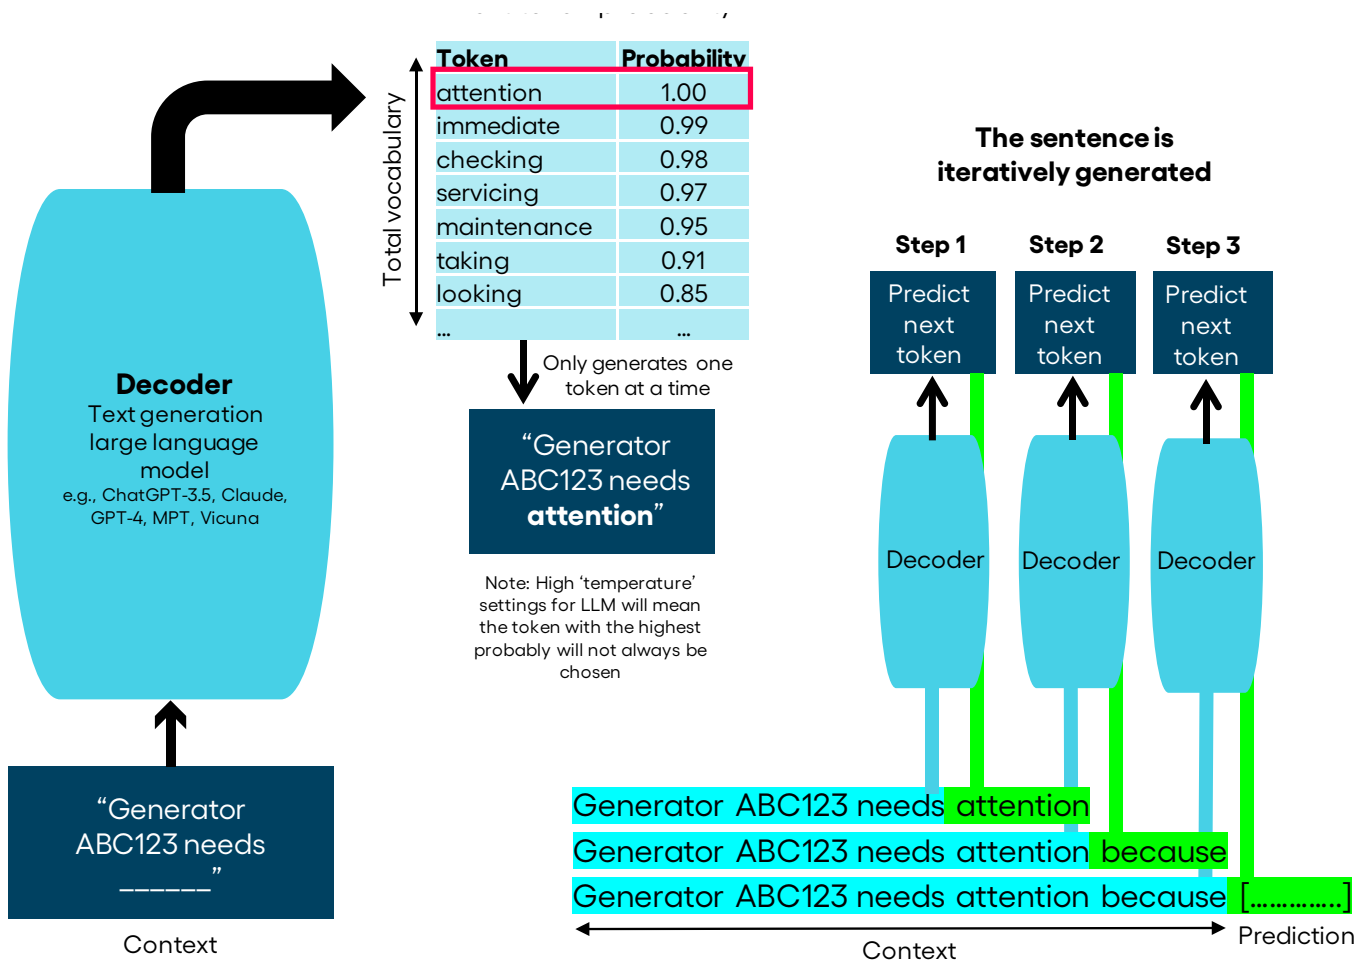 Token Probability
attention 1.00
immediate 0.99
checking 0.98
servicing 0.97
maintenance 0.95
taking 0.91
looking 0.85
... ...
Total vocabulary
Only generates one
token at a time
“Generator
ABC123 needs
attention”
Note: High ‘temperature’
settings for LLM will mean
the token with the highest
probably will not always be
chosen
Decoder
Text generation
large language
model
e.g., ChatGPT-3.5, Claude,
GPT-4, MPT, Vicuna
“Generator
ABC123 needs
______”
Context
The sentence is
iteratively generated
Step 1
Step 2
Step 3
Predict
next
token
Predict
next
token
Predict
next
token
Decoder
Decoder
Decoder
Generator ABC123 needs attention
Generator ABC123 needs attention because
Generator ABC123 needs attention because [..............]
Context
Prediction